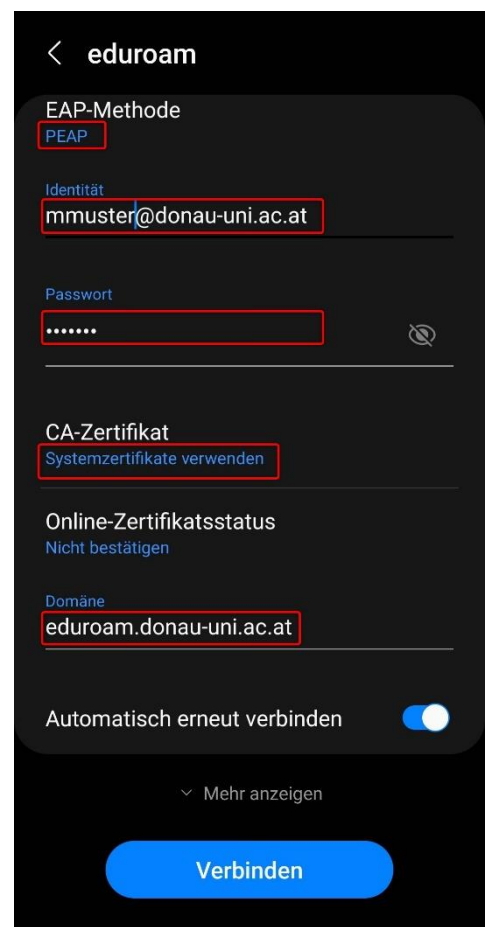 eduroam
EAP-Methode
PEAP
Identität
mmuster@donau-uni.ac.at
Passwort
•••••••
CA-Zertifikat
Systemzertifikate verwenden
Online-Zertifikatsstatus
Nicht bestätigen
Domäne
eduroam.donau-uni.ac.at
Automatisch erneut verbinden
Mehr anzeigen
Verbinden